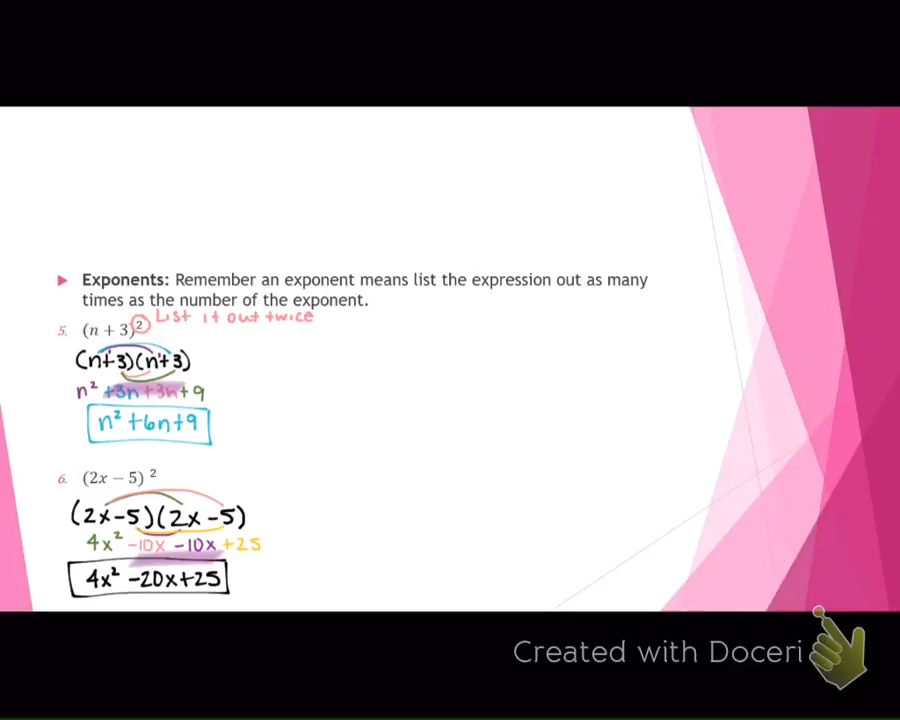 Exponents: Remember an exponent means list the expression out as many
times as the number of the exponent.
List it out twice
5. (n + 3)²
(n+3)(n+3)
n² +3n +3n +9
n² +6n+9
6. (2x – 5) ²
(2x-5)(2x-5)
4x² -10x -10x +25
4x² -20x+25
Created with Doceri